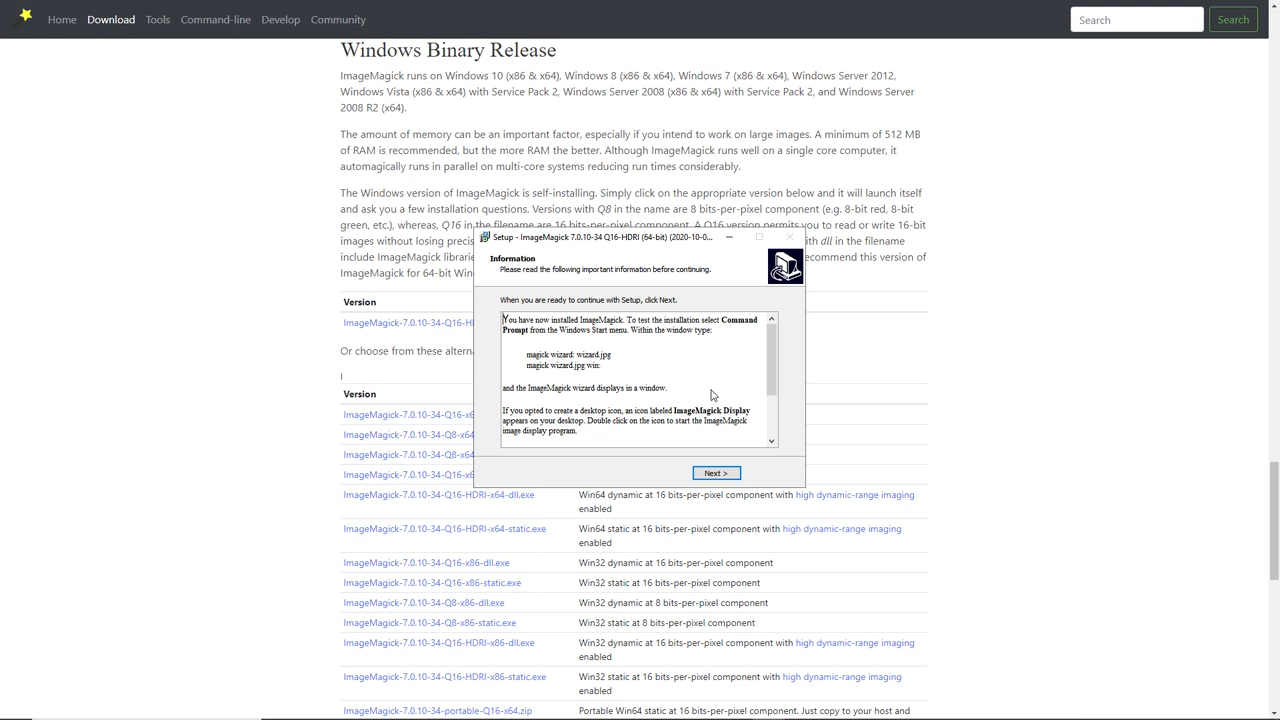 Home Download Tools Command-line Develop Community Search Search
Windows Binary Release
ImageMagick runs on Windows 10 (x86 & x64), Windows 8 (x86 & x64), Windows 7 (x86 & x64), Windows Server 2012,
Windows Vista (x86 & x64) with Service Pack 2, Windows Server 2008 (x86 & x64) with Service Pack 2, and Windows Server
2008 R2 (x64).
The amount of memory can be an important factor, especially if you intend to work on large images. A minimum of 512 MB
of RAM is recommended, but the more RAM the better. Although ImageMagick runs well on a single core computer, it
automagically runs in parallel on multi-core systems reducing run times considerably.
The Windows version of ImageMagick is self-installing. Simply click on the appropriate version below and it will launch itself
and ask you a few installation questions. Versions with Q8 in the name are 8 bits-per-pixel component (e.g. 8-bit red, 8-bit
green, etc.), whereas, Q16 in the filename are 16 bits-per-pixel component. A Q16 version permits you to read or write 16-bit
images without losing preci
with dll in the filename
include ImageMagick librari
ecommend this version of
ImageMagick for 64-bit Win
Setup - ImageMagick 7.0.10-34 Q16-HDRI (64-bit) (2020-10-0...
Information
Please read the following important information before continuing.
When you are ready to continue with Setup, click Next.
You have now installed ImageMagick. To test the installation select Command
Prompt from the Windows Start menu. Within the window type:
magick wizard: wizard.jpg
magick wizard.jpg win:
and the ImageMagick wizard displays in a window.
If you opted to create a desktop icon, an icon labeled ImageMagick Display
appears on your desktop. Double click on the icon to start the ImageMagick
image display program.
Next >
Version
ImageMagick-7.0.10-34-Q16-H
Or choose from these altern
Version
ImageMagick-7.0.10-34-Q16-x6
ImageMagick-7.0.10-34-Q8-x64
ImageMagick-7.0.10-34-Q8-x64
ImageMagick-7.0.10-34-Q16-x6
ImageMagick-7.0.10-34-Q16-HDRI-x64-dll.exe Win64 dynamic at 16 bits-per-pixel component with high dynamic-range imaging
enabled
ImageMagick-7.0.10-34-Q16-HDRI-x64-static.exe Win64 static at 16 bits-per-pixel component with high dynamic-range imaging
enabled
ImageMagick-7.0.10-34-Q16-x86-dll.exe Win32 dynamic at 16 bits-per-pixel component
ImageMagick-7.0.10-34-Q16-x86-static.exe Win32 static at 16 bits-per-pixel component
ImageMagick-7.0.10-34-Q8-x86-dll.exe Win32 dynamic at 8 bits-per-pixel component
ImageMagick-7.0.10-34-Q8-x86-static.exe Win32 static at 8 bits-per-pixel component
ImageMagick-7.0.10-34-Q16-HDRI-x86-dll.exe Win32 dynamic at 16 bits-per-pixel component with high dynamic-range imaging
enabled
ImageMagick-7.0.10-34-Q16-HDRI-x86-static.exe Win32 static at 16 bits-per-pixel component with high dynamic-range imaging
enabled
ImageMagick-7.0.10-34-portable-Q16-x64.zip Portable Win64 static at 16 bits-per-pixel component. Just copy to your host and